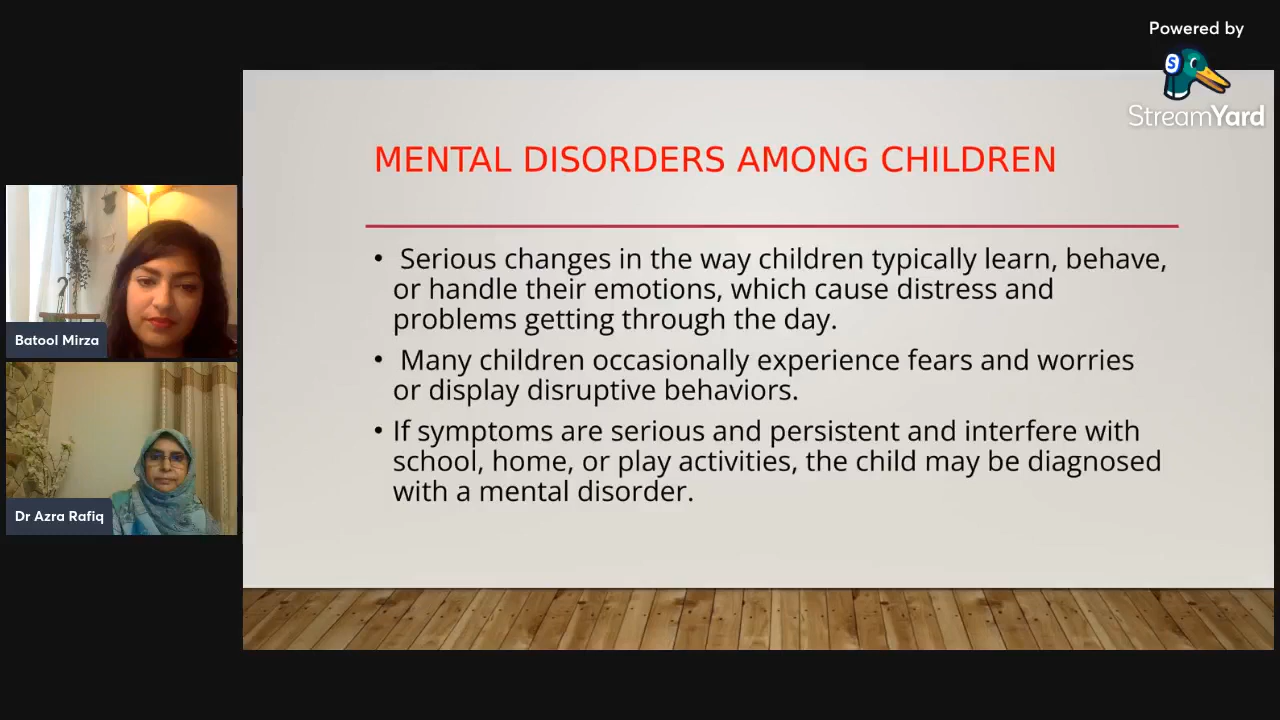 Powered by
S
StreamYard
MENTAL DISORDERS AMONG CHILDREN
• Serious changes in the way children typically learn, behave,
or handle their emotions, which cause distress and
problems getting through the day.
• Many children occasionally experience fears and worries
or display disruptive behaviors.
• If symptoms are serious and persistent and interfere with
school, home, or play activities, the child may be diagnosed
with a mental disorder.
Batool Mirza
Dr Azra Rafiq